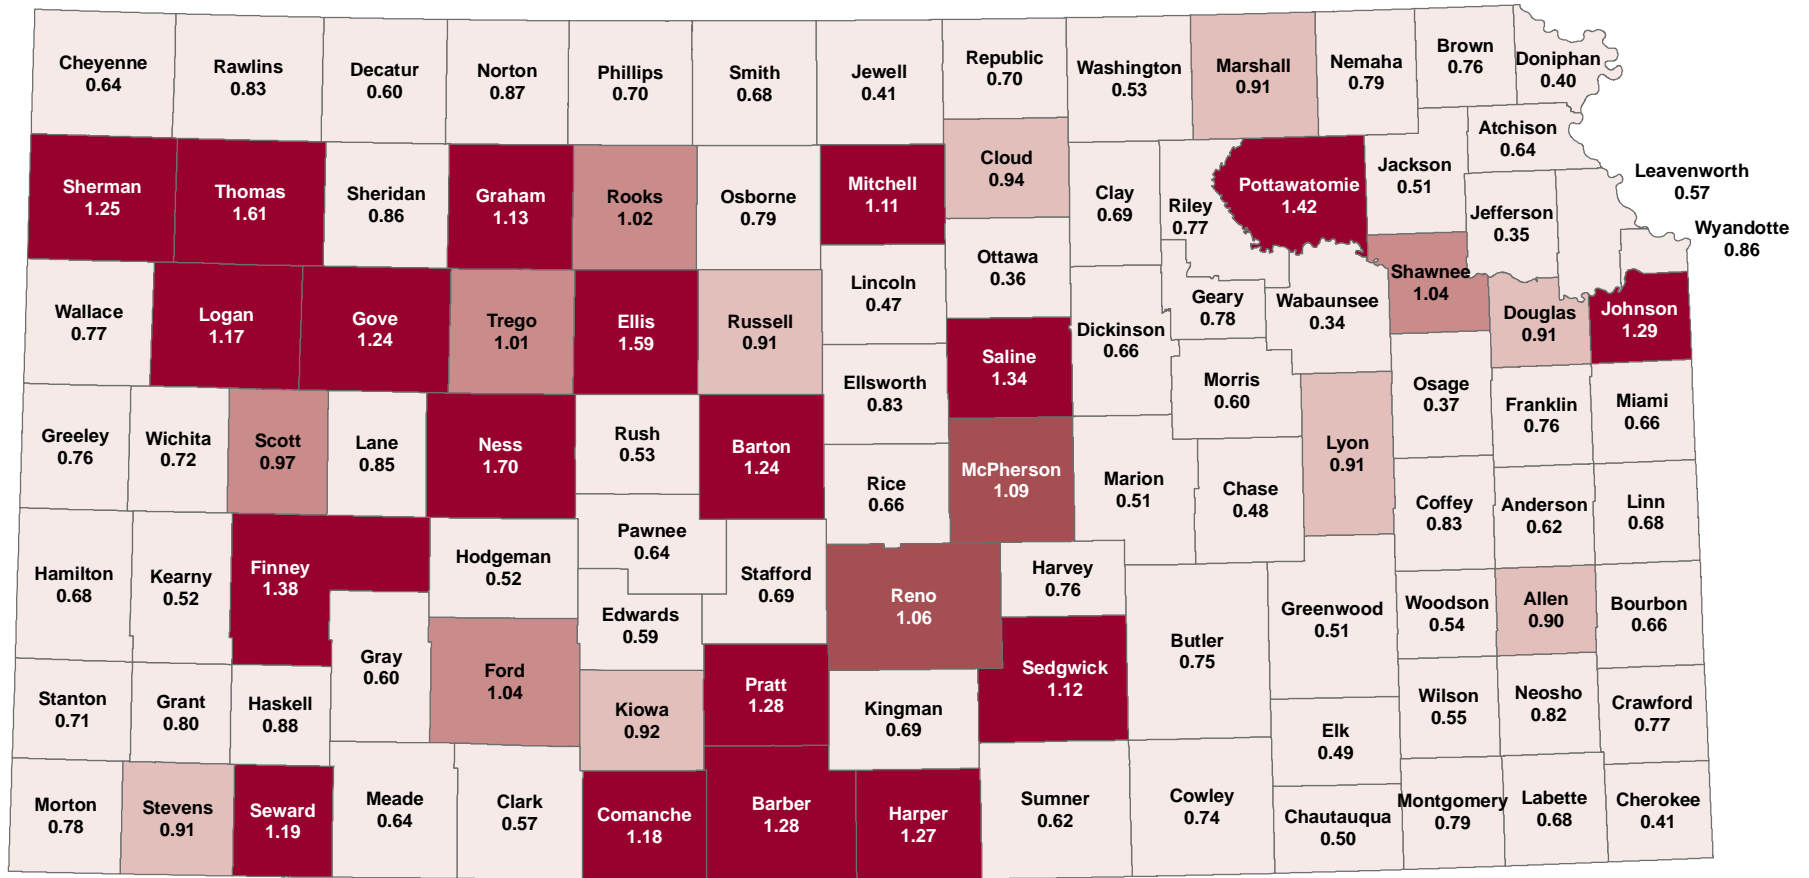 Cheyenne
0.64
Rawlins
0.83
Decatur
0.60
Norton
0.87
Phillips
0.70
Smith
0.68
Jewell
0.41
Republic
0.70
Washington
0.53
Marshall
0.91
Nemaha
0.79
Brown
0.76
Doniphan
0.40
Sherman
1.25
Thomas
1.61
Sheridan
0.86
Graham
1.13
Rooks
1.02
Osborne
0.79
Mitchell
1.11
Cloud
0.94
Clay
0.69
Riley
0.77
Pottawatomie
1.42
Jackson
0.51
Atchison
0.64
Jefferson
0.35
Leavenworth
0.57
Wyandotte
0.86
Wallace
0.77
Logan
1.17
Gove
1.24
Trego
1.01
Ellis
1.59
Russell
0.91
Lincoln
0.47
Ottawa
0.36
Saline
1.34
Dickinson
0.66
Geary
0.78
Wabaunsee
0.34
Shawnee
1.04
Douglas
0.91
Johnson
1.29
Greeley
0.76
Wichita
0.72
Scott
0.97
Lane
0.85
Ness
1.70
Rush
0.53
Barton
1.24
Ellsworth
0.83
Rice
0.66
McPherson
1.09
Marion
0.51
Morris
0.60
Chase
0.48
Lyon
0.91
Osage
0.37
Franklin
0.76
Miami
0.66
Coffey
0.83
Anderson
0.62
Linn
0.68
Hamilton
0.68
Kearny
0.52
Finney
1.38
Hodgeman
0.52
Pawnee
0.64
Edwards
0.59
Stafford
0.69
Reno
1.06
Harvey
0.76
Sedgwick
1.12
Butler
0.75
Greenwood
0.51
Woodson
0.54
Allen
0.90
Bourbon
0.66
Stanton
0.71
Grant
0.80
Haskell
0.88
Gray
0.60
Ford
1.04
Kiowa
0.92
Pratt
1.28
Kingman
0.69
Elk
0.49
Wilson
0.55
Neosho
0.82
Crawford
0.77
Morton
0.78
Stevens
0.91
Seward
1.19
Meade
0.64
Clark
0.57
Comanche
1.18
Barber
1.28
Harper
1.27
Sumner
0.62
Cowley
0.74
Chautauqua
0.50
Montgomery
0.79
Labette
0.68
Cherokee
0.41